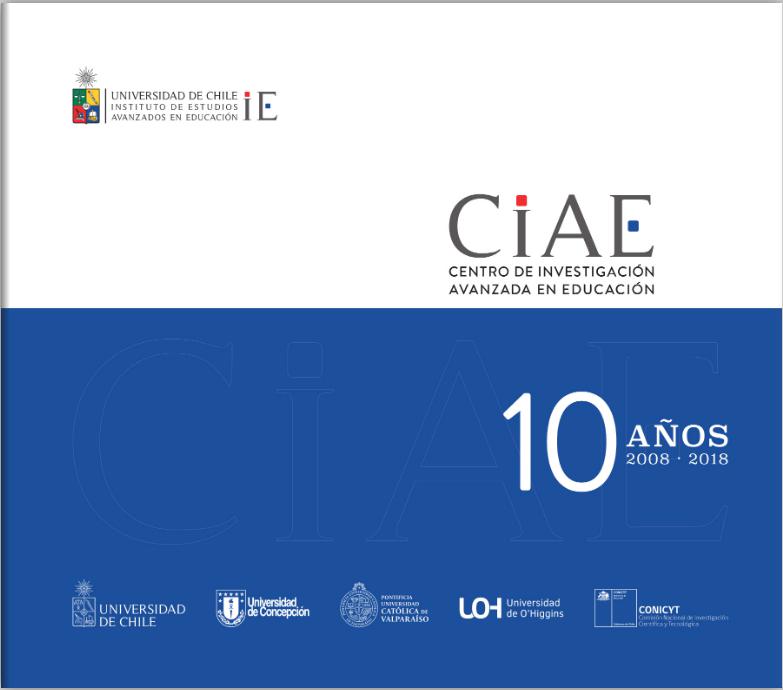 UNIVERSIDAD DE CHILE
INSTITUTO DE ESTUDIOS
AVANZADOS EN EDUCACIÓN
iE
CiAE
CENTRO DE INVESTIGACIÓN
AVANZADA EN EDUCACIÓN
CiAE
10 AÑOS
2008 · 2018
UNIVERSIDAD
DE CHILE
Universidad
de Concepción
PONTIFICIA
UNIVERSIDAD
CATÓLICA DE
VALPARAÍSO
UOH
Universidad
de O'Higgins
CONICYT
CONICYT
Comisión Nacional de Investigación
Científica y Tecnológica